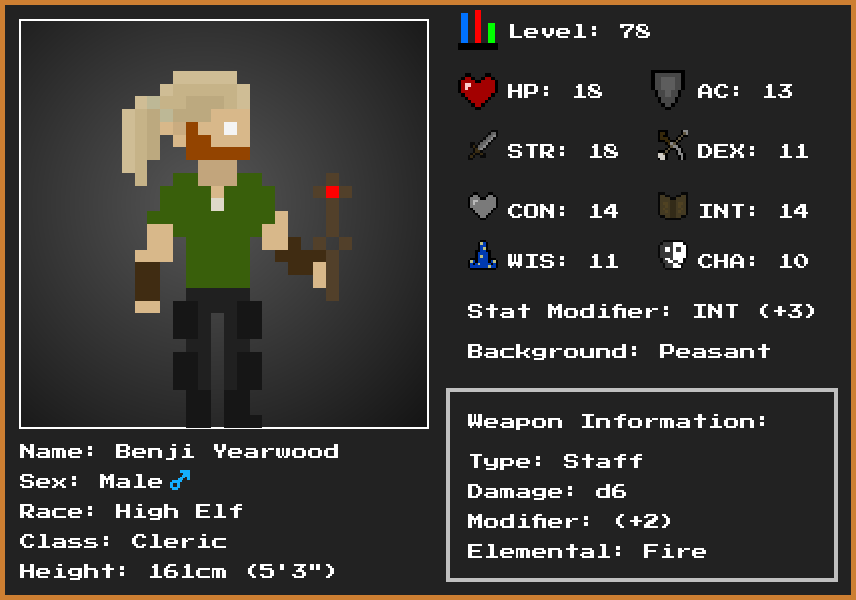 Level: 78
HP: 18 AC: 13
STR: 18 DEX: 11
CON: 14 INT: 14
WIS: 11 CHA: 10
Stat Modifier: INT (+3)
Background: Peasant
Weapon Information:
Type: Staff
Damage: d6
Modifier: (+2)
Elemental: Fire
Name: Benji Yearwood
Sex: Male♂
Race: High Elf
Class: Cleric
Height: 161cm (5'3")